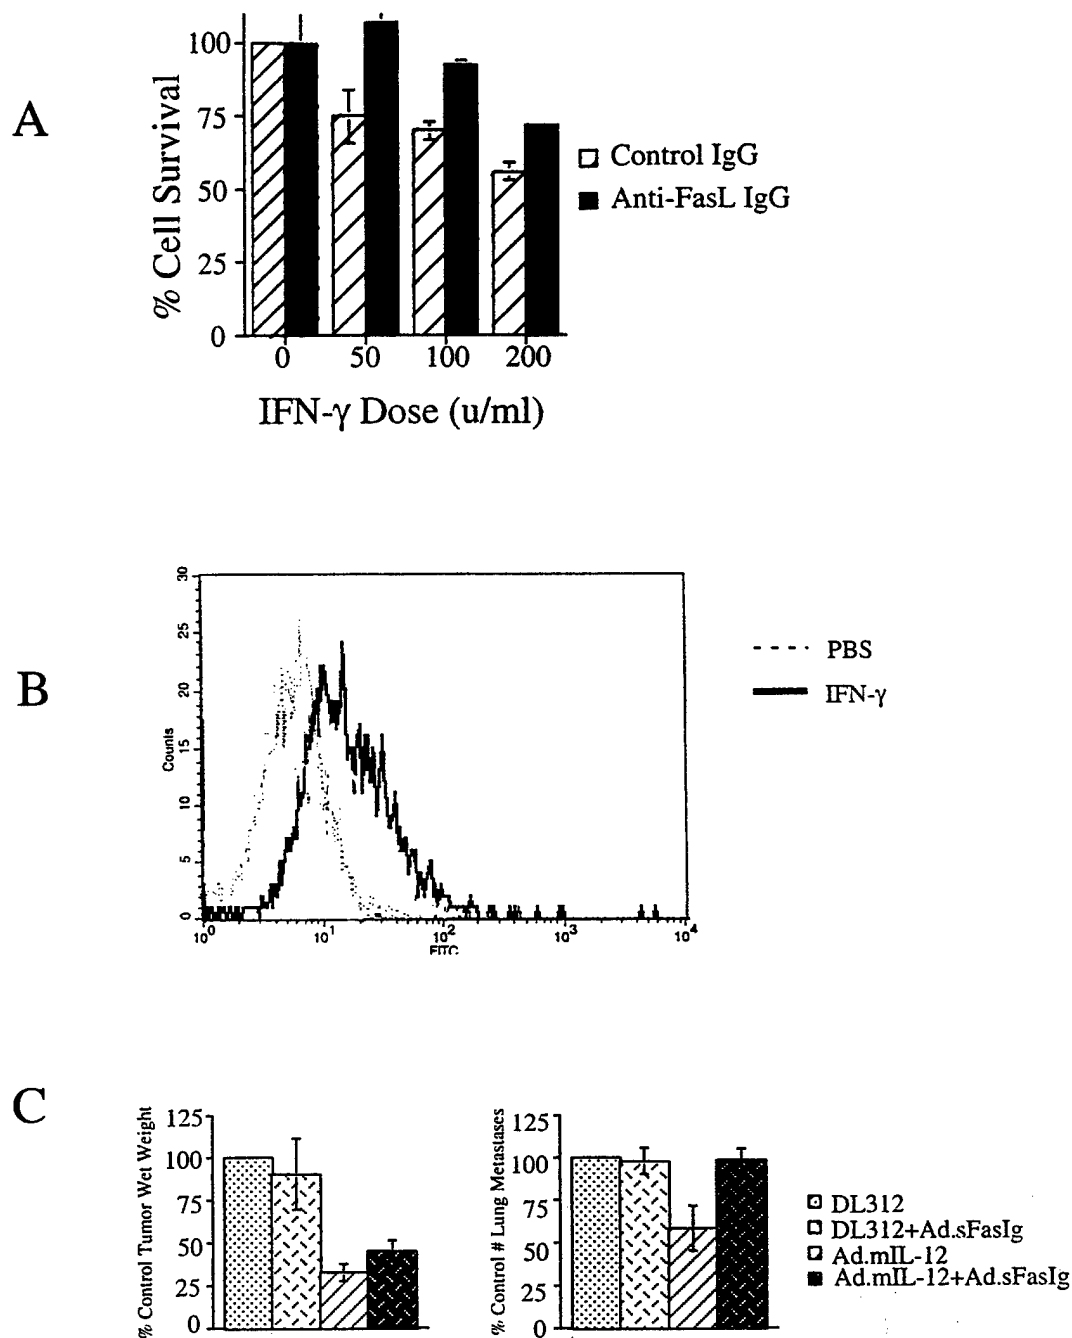 A
% Cell Survival
100
75
50
25
0
0 50 100 200
IFN-γ Dose (u/ml)
Control IgG
Anti-FasL IgG
B
Counts
30
25
20
15
10
5
0
10⁰ 10¹ 10² 10³ 10⁴
FITC
PBS
IFN-γ
C
% Control Tumor Wet Weight
125
100
75
50
25
0
% Control # Lung Metastases
125
100
75
50
25
0
DL312
DL312+Ad.sFasIg
Ad.mIL-12
Ad.mIL-12+Ad.sFasIg